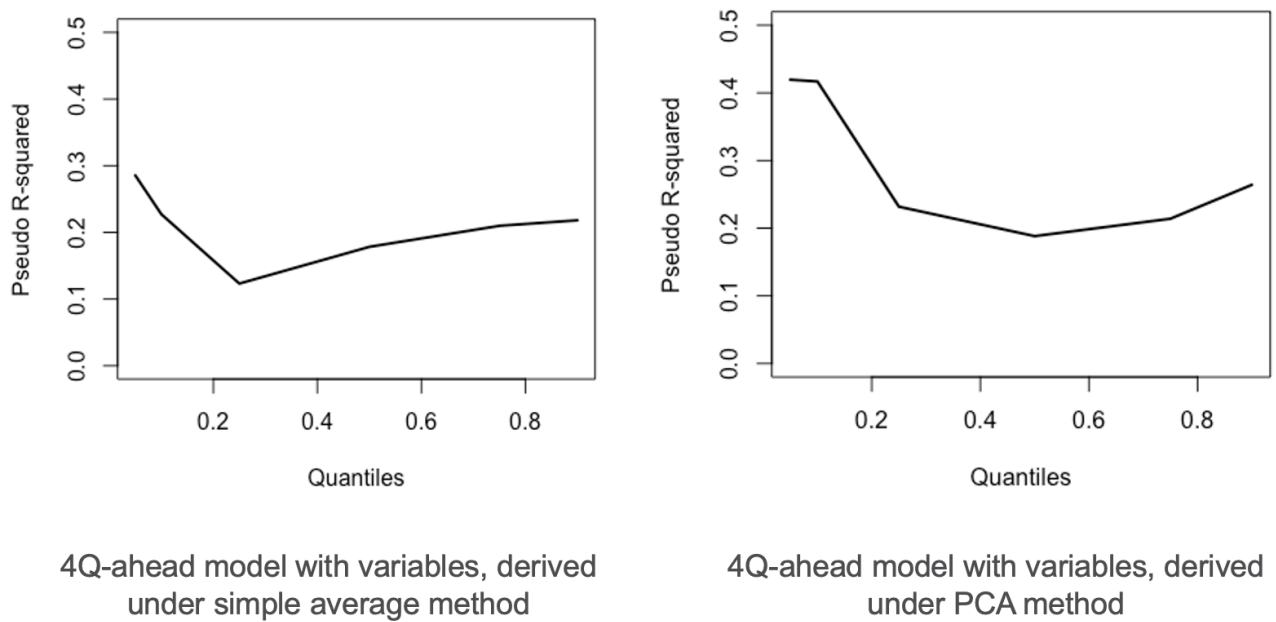 0.5
0.4
0.3
0.2
0.1
0.0
Pseudo R-squared
0.2 0.4 0.6 0.8
Quantiles
4Q-ahead model with variables, derived
under simple average method
0.5
0.4
0.3
0.2
0.1
0.0
Pseudo R-squared
0.2 0.4 0.6 0.8
Quantiles
4Q-ahead model with variables, derived
under PCA method